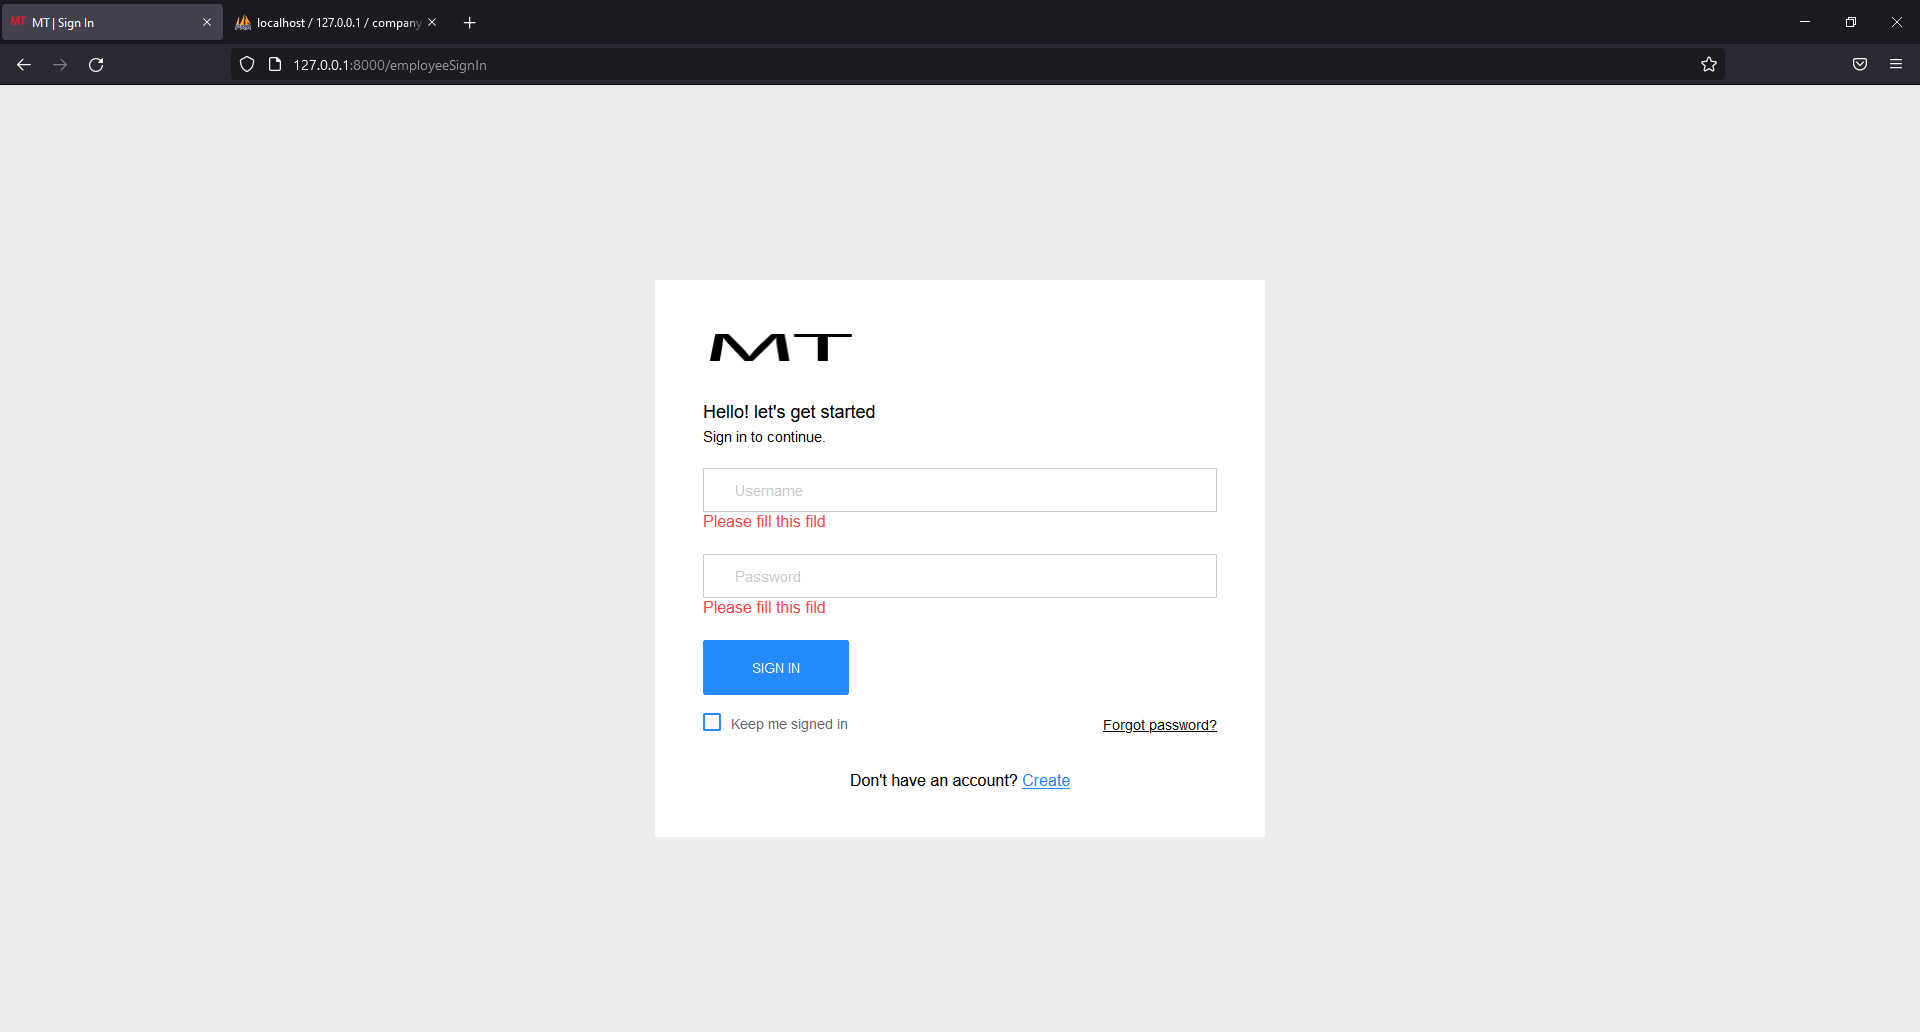 MT MT | Sign In
localhost / 127.0.0.1 / company
127.0.0.1:8000/employeeSignIn
MT
Hello! let's get started
Sign in to continue.
Username
Please fill this fild
Password
Please fill this fild
SIGN IN
Keep me signed in
Forgot password?
Don't have an account? Create